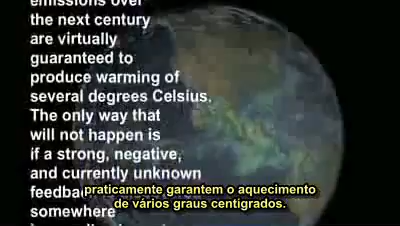 emissions over
the next century
are virtually
guaranteed to
produce warming of
several degrees Celsius.
The only way that
will not happen is
if a strong, negative,
and currently unknown
praticamente garantem o aquecimento
de vários graus centigrados.
somewhere